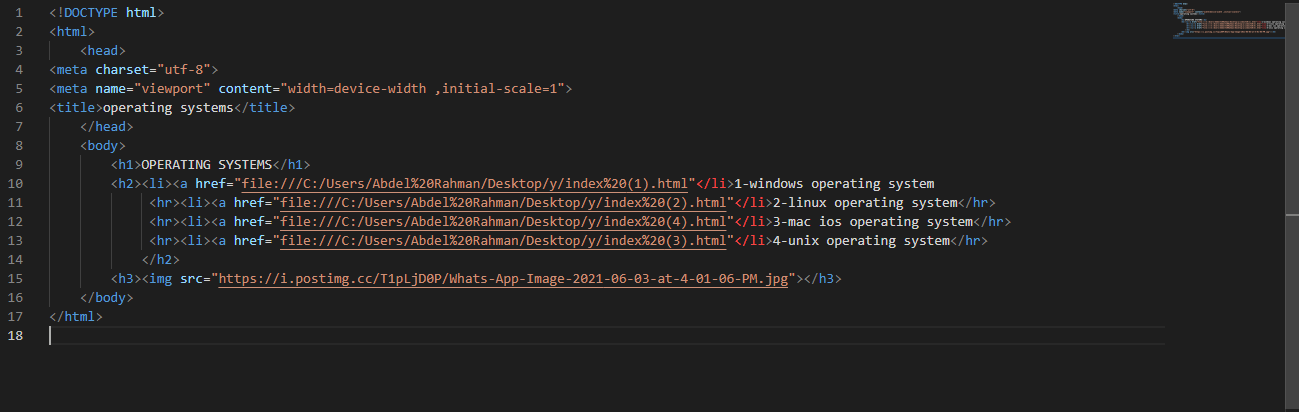 1 <!DOCTYPE html>
2 <html>
3     <head>
4 <meta charset="utf-8">
5 <meta name="viewport" content="width=device-width ,initial-scale=1">
6 <title>operating systems</title>
7     </head>
8     <body>
9         <h1>OPERATING SYSTEMS</h1>
10         <h2><li><a href="file:///C:/Users/Abdel%20Rahman/Desktop/y/index%20(1).html"</li>1-windows operating system
11              <hr><li><a href="file:///C:/Users/Abdel%20Rahman/Desktop/y/index%20(2).html"</li>2-linux operating system</hr>
12              <hr><li><a href="file:///C:/Users/Abdel%20Rahman/Desktop/y/index%20(4).html"</li>3-mac ios operating system</hr>
13              <hr><li><a href="file:///C:/Users/Abdel%20Rahman/Desktop/y/index%20(3).html"</li>4-unix operating system</hr>
14             </h2>
15         <h3><img src="https://i.postimg.cc/T1pLjD0P/Whats-App-Image-2021-06-03-at-4-01-06-PM.jpg"></h3>
16     </body>
17 </html>
18